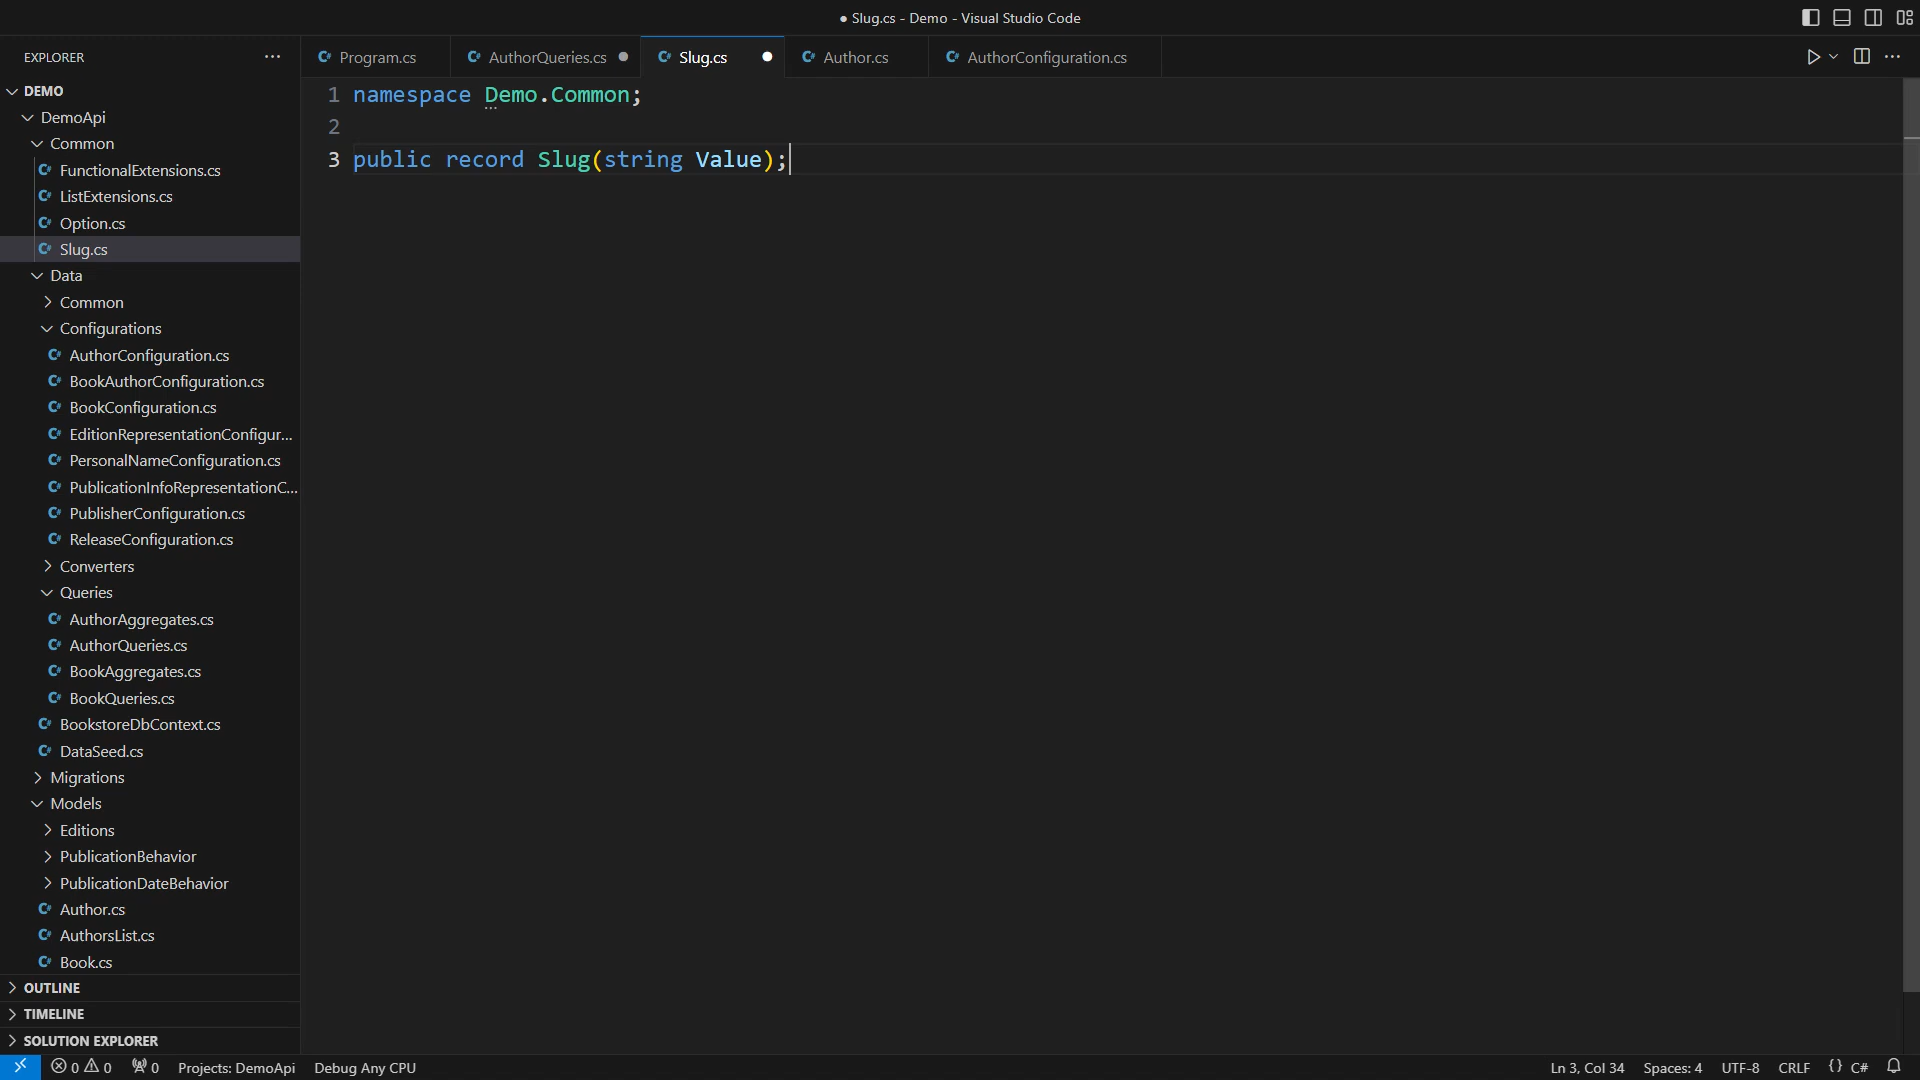 ● Slug.cs - Demo - Visual Studio Code
EXPLORER
Program.cs
AuthorQueries.cs
Slug.cs
Author.cs
AuthorConfiguration.cs
DEMO
DemoApi
Common
FunctionalExtensions.cs
ListExtensions.cs
Option.cs
Slug.cs
Data
Common
Configurations
AuthorConfiguration.cs
BookAuthorConfiguration.cs
BookConfiguration.cs
EditionRepresentationConfigur...
PersonalNameConfiguration.cs
PublicationInfoRepresentationC...
PublisherConfiguration.cs
ReleaseConfiguration.cs
Converters
Queries
AuthorAggregates.cs
AuthorQueries.cs
BookAggregates.cs
BookQueries.cs
BookstoreDbContext.cs
DataSeed.cs
Migrations
Models
Editions
PublicationBehavior
PublicationDateBehavior
Author.cs
AuthorsList.cs
Book.cs
OUTLINE
TIMELINE
SOLUTION EXPLORER
1 namespace Demo.Common;
2
3 public record Slug(string Value);
0 0 0 Projects: DemoApi Debug Any CPU
Ln 3, Col 34 Spaces: 4 UTF-8 CRLF {} C#